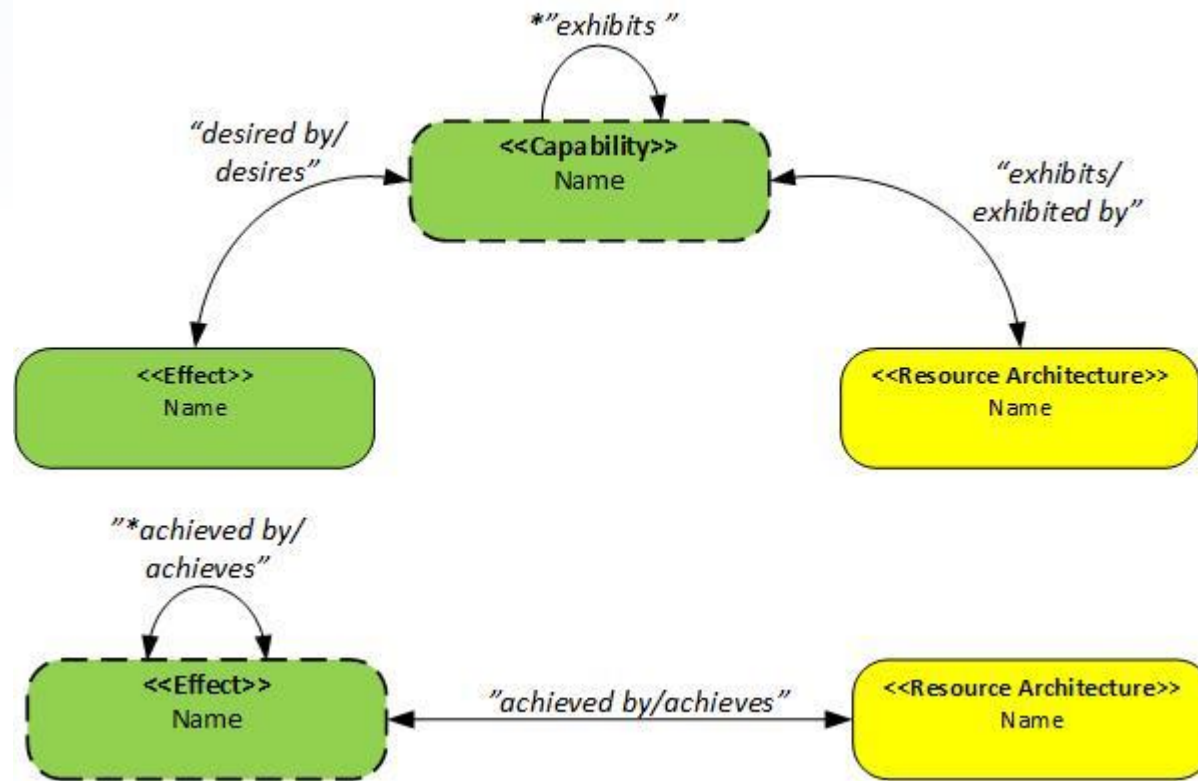 *”exhibits ”
“desired by/
desires”
<<Capability>>
Name
“exhibits/
exhibited by”
<<Effect>>
Name
<<Resource Architecture>>
Name
”*achieved by/
achieves”
<<Effect>>
Name
”achieved by/achieves”
<<Resource Architecture>>
Name